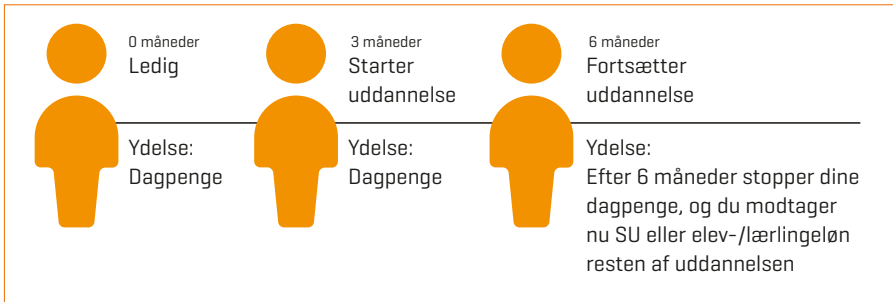 0 måneder
Ledig
Ydelse:
Dagpenge
3 måneder
Starter
uddannelse
Ydelse:
Dagpenge
6 måneder
Fortsætter
uddannelse
Ydelse:
Efter 6 måneder stopper dine
dagpenge, og du modtager
nu SU eller elev-/lærlingeløn
resten af uddannelsen